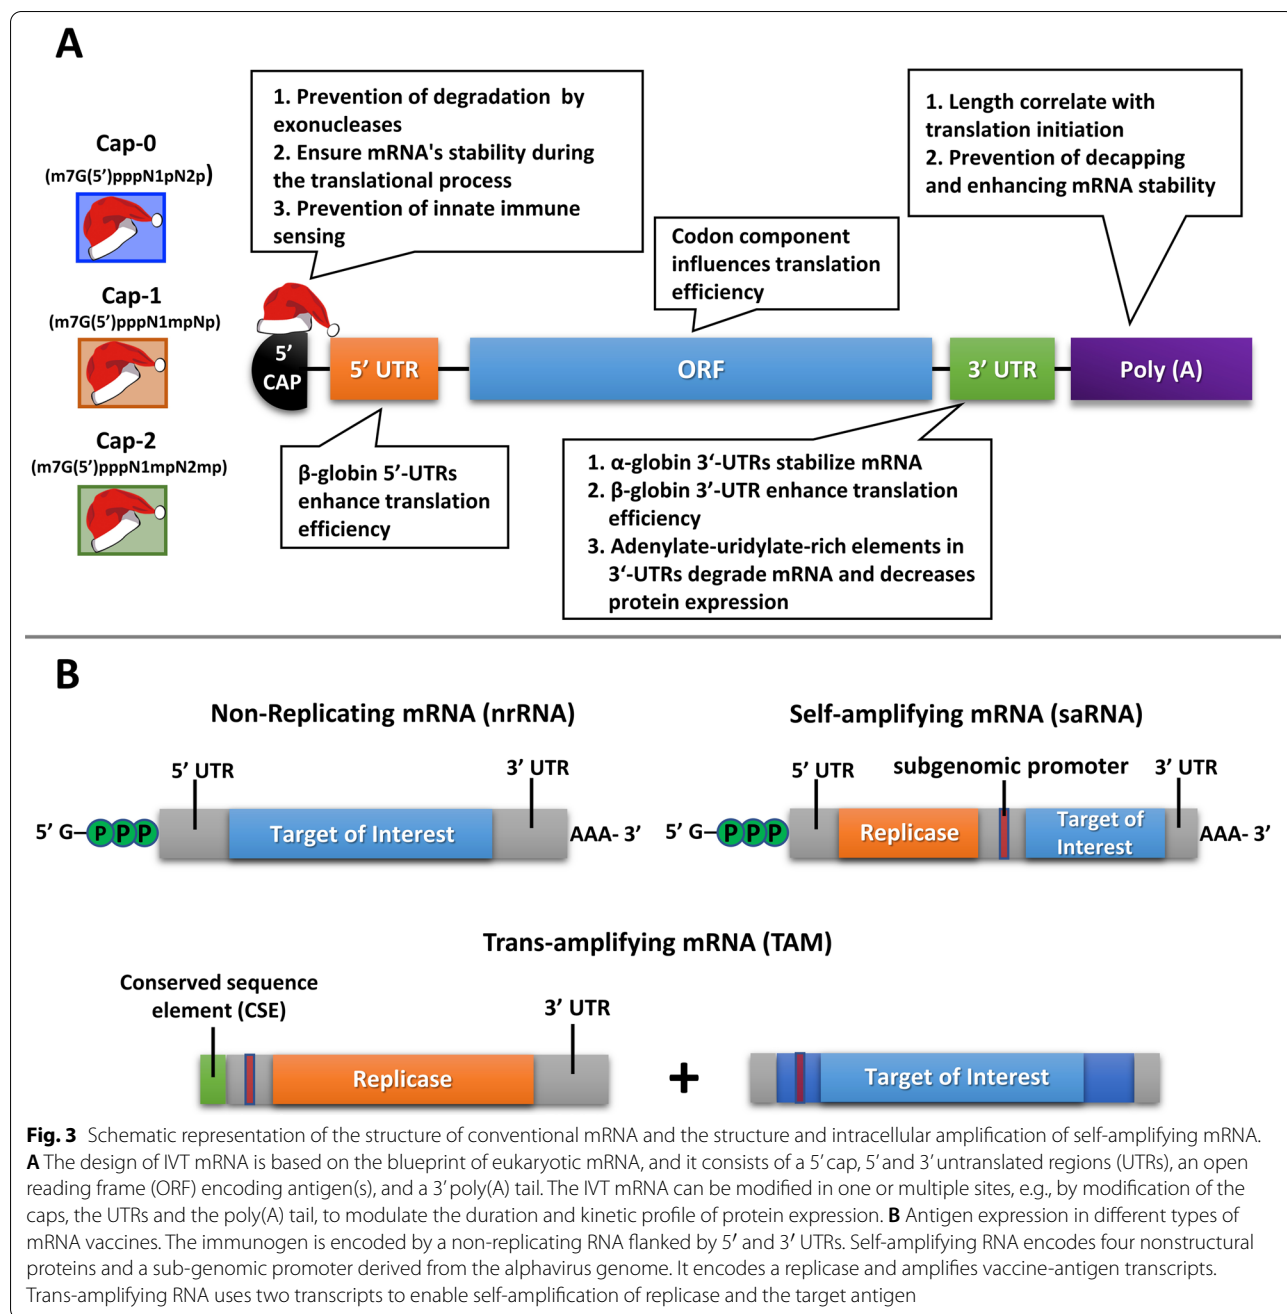 A
Cap-0
(m7G(5’)pppN1pN2p)
Cap-1
(m7G(5’)pppN1mpNp)
Cap-2
(m7G(5’)pppN1mpN2mp)
1. Prevention of degradation by
exonucleases
2. Ensure mRNA's stability during
the translational process
3. Prevention of innate immune
sensing
Codon component
influences translation
efficiency
1. Length correlate with
translation initiation
2. Prevention of decapping
and enhancing mRNA stability
5’
CAP
5’ UTR
ORF
3’ UTR
Poly (A)
β-globin 5’-UTRs
enhance translation
efficiency
1. α-globin 3‘-UTRs stabilize mRNA
2. β-globin 3’-UTR enhance translation
efficiency
3. Adenylate-uridylate-rich elements in
3‘-UTRs degrade mRNA and decreases
protein expression
B
Non-Replicating mRNA (nrRNA)
5’ UTR
3’ UTR
5’ G
P P P
Target of Interest
AAA- 3’
Self-amplifying mRNA (saRNA)
5’ UTR
subgenomic promoter
3’ UTR
5’ G
P P P
Replicase
Target of
Interest
AAA- 3’
Trans-amplifying mRNA (TAM)
Conserved sequence
element (CSE)
3’ UTR
Replicase
+
Target of Interest
Fig. 3 Schematic representation of the structure of conventional mRNA and the structure and intracellular amplification of self-amplifying mRNA.
A The design of IVT mRNA is based on the blueprint of eukaryotic mRNA, and it consists of a 5’ cap, 5’ and 3’ untranslated regions (UTRs), an open
reading frame (ORF) encoding antigen(s), and a 3’ poly(A) tail. The IVT mRNA can be modified in one or multiple sites, e.g., by modification of the
caps, the UTRs and the poly(A) tail, to modulate the duration and kinetic profile of protein expression. B Antigen expression in different types of
mRNA vaccines. The immunogen is encoded by a non-replicating RNA flanked by 5′ and 3′ UTRs. Self-amplifying RNA encodes four nonstructural
proteins and a sub-genomic promoter derived from the alphavirus genome. It encodes a replicase and amplifies vaccine-antigen transcripts.
Trans-amplifying RNA uses two transcripts to enable self-amplification of replicase and the target antigen